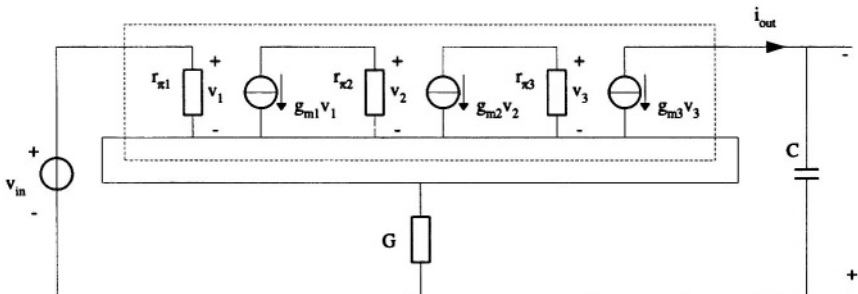 i_out
+ + + -
r_π1 v_1 r_π2 v_2 r_π3 v_3
g_m1 v_1 g_m2 v_2 g_m3 v_3
- - -
+ C
v_in
- G
+